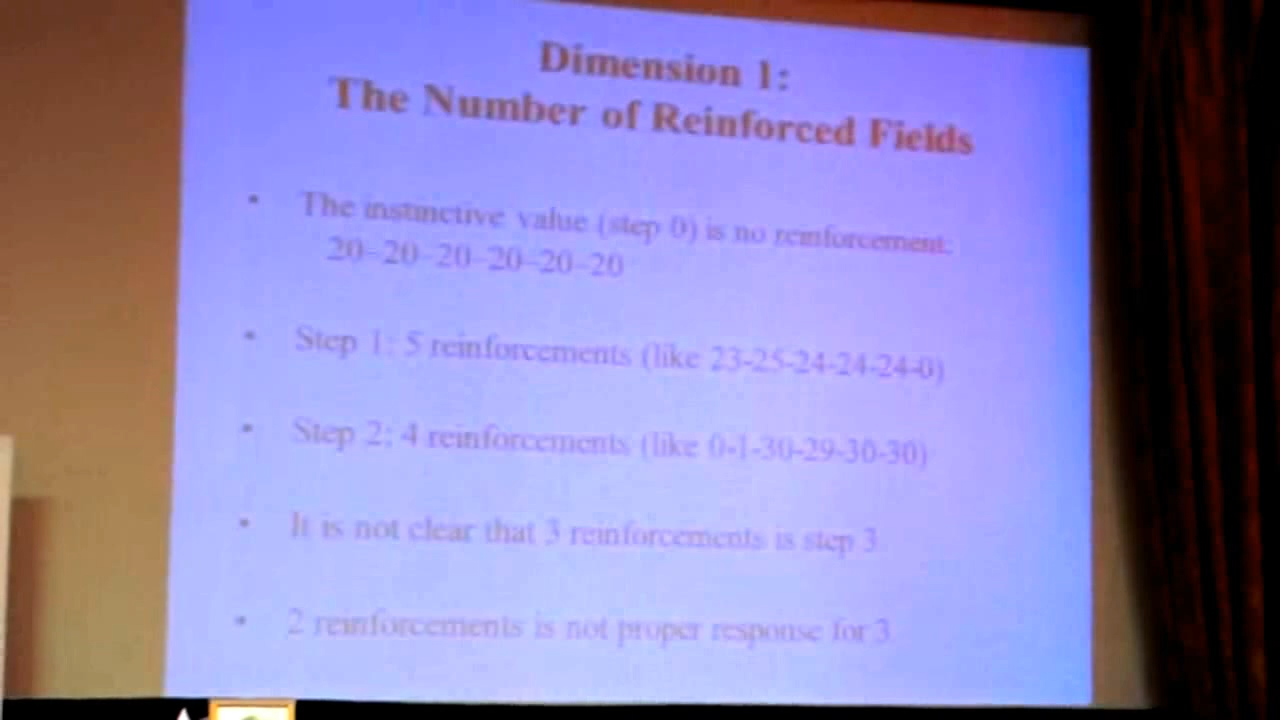 Dimension 1:
The Number of Reinforced Fields
• The instinctive value (step 0) is no reinforcement:
20–20–20–20–20–20
• Step 1: 5 reinforcements (like 23-25-24-24-24-0)
• Step 2: 4 reinforcements (like 0-1-30-29-30-30)
• It is not clear that 3 reinforcements is step 3
• 2 reinforcements is not proper response for 3